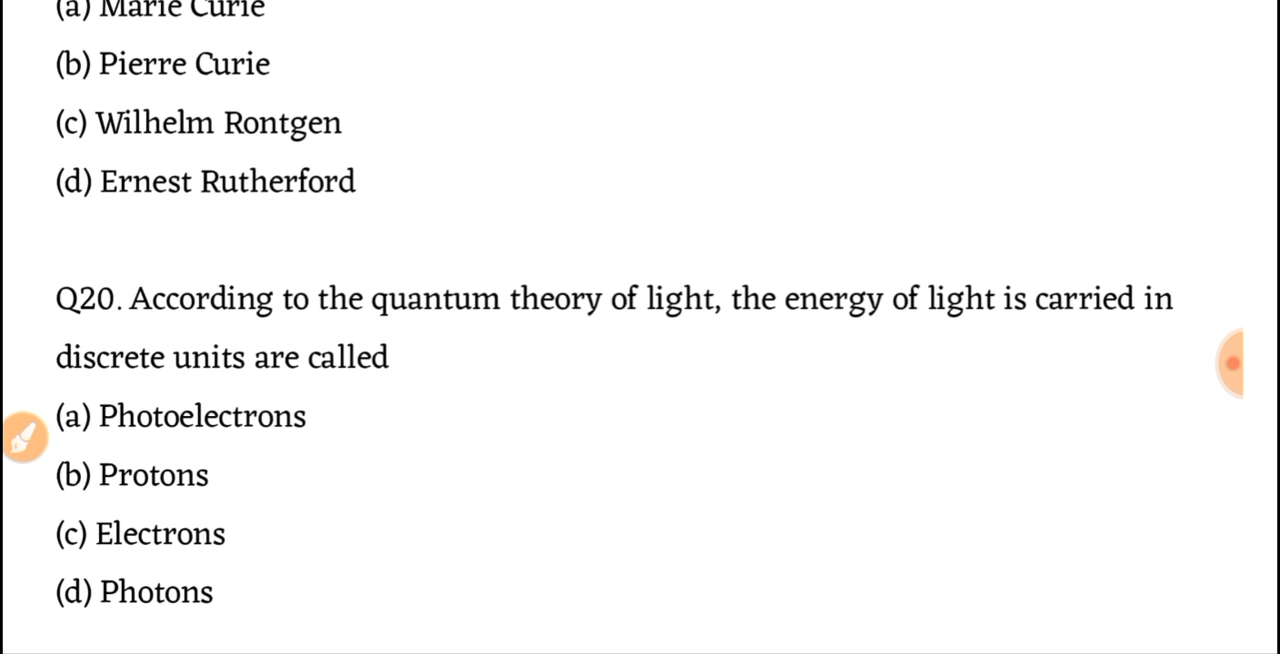 (a) Marie Curie
(b) Pierre Curie
(c) Wilhelm Rontgen
(d) Ernest Rutherford
Q20. According to the quantum theory of light, the energy of light is carried in
discrete units are called
(a) Photoelectrons
(b) Protons
(c) Electrons
(d) Photons